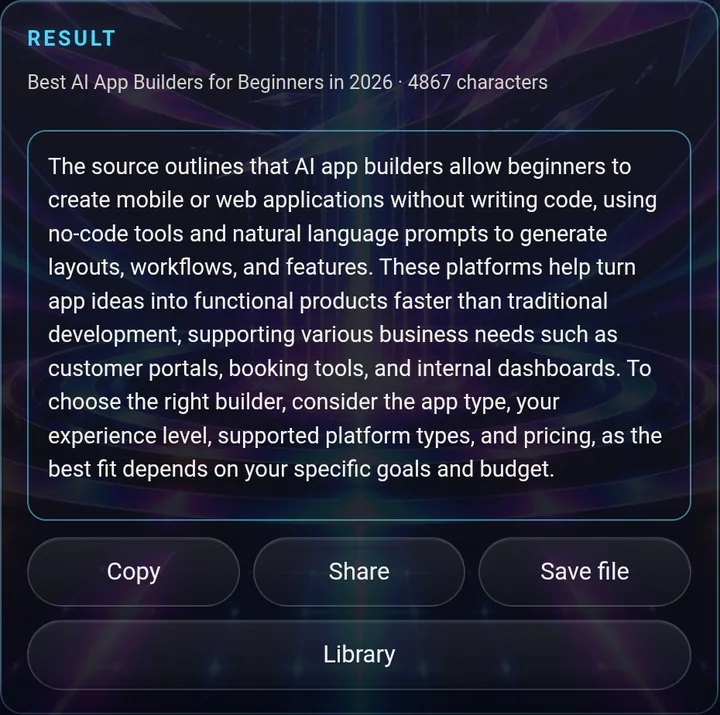 RESULT
Best AI App Builders for Beginners in 2026 · 4867 characters
The source outlines that AI app builders allow beginners to
create mobile or web applications without writing code, using
no-code tools and natural language prompts to generate
layouts, workflows, and features. These platforms help turn
app ideas into functional products faster than traditional
development, supporting various business needs such as
customer portals, booking tools, and internal dashboards. To
choose the right builder, consider the app type, your
experience level, supported platform types, and pricing, as the
best fit depends on your specific goals and budget.
Copy
Share
Save file
Library